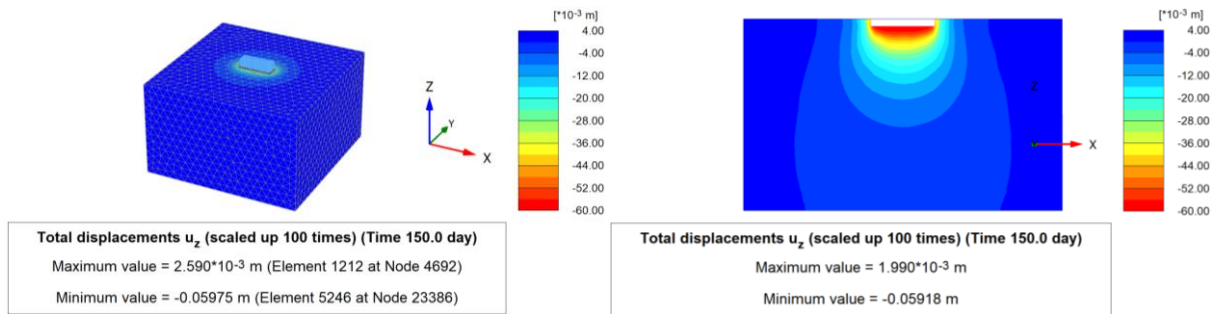 [*10-3 m]
4.00
-4.00
-12.00
-20.00
-28.00
-36.00
-44.00
-52.00
-60.00
Z
Y
X
Total displacements uz (scaled up 100 times) (Time 150.0 day)
Maximum value = 2.590*10-3 m (Element 1212 at Node 4692)
Minimum value = -0.05975 m (Element 5246 at Node 23386)
[*10-3 m]
4.00
-4.00
-12.00
-20.00
-28.00
-36.00
-44.00
-52.00
-60.00
Z
X
Total displacements uz (scaled up 100 times) (Time 150.0 day)
Maximum value = 1.990*10-3 m
Minimum value = -0.05918 m